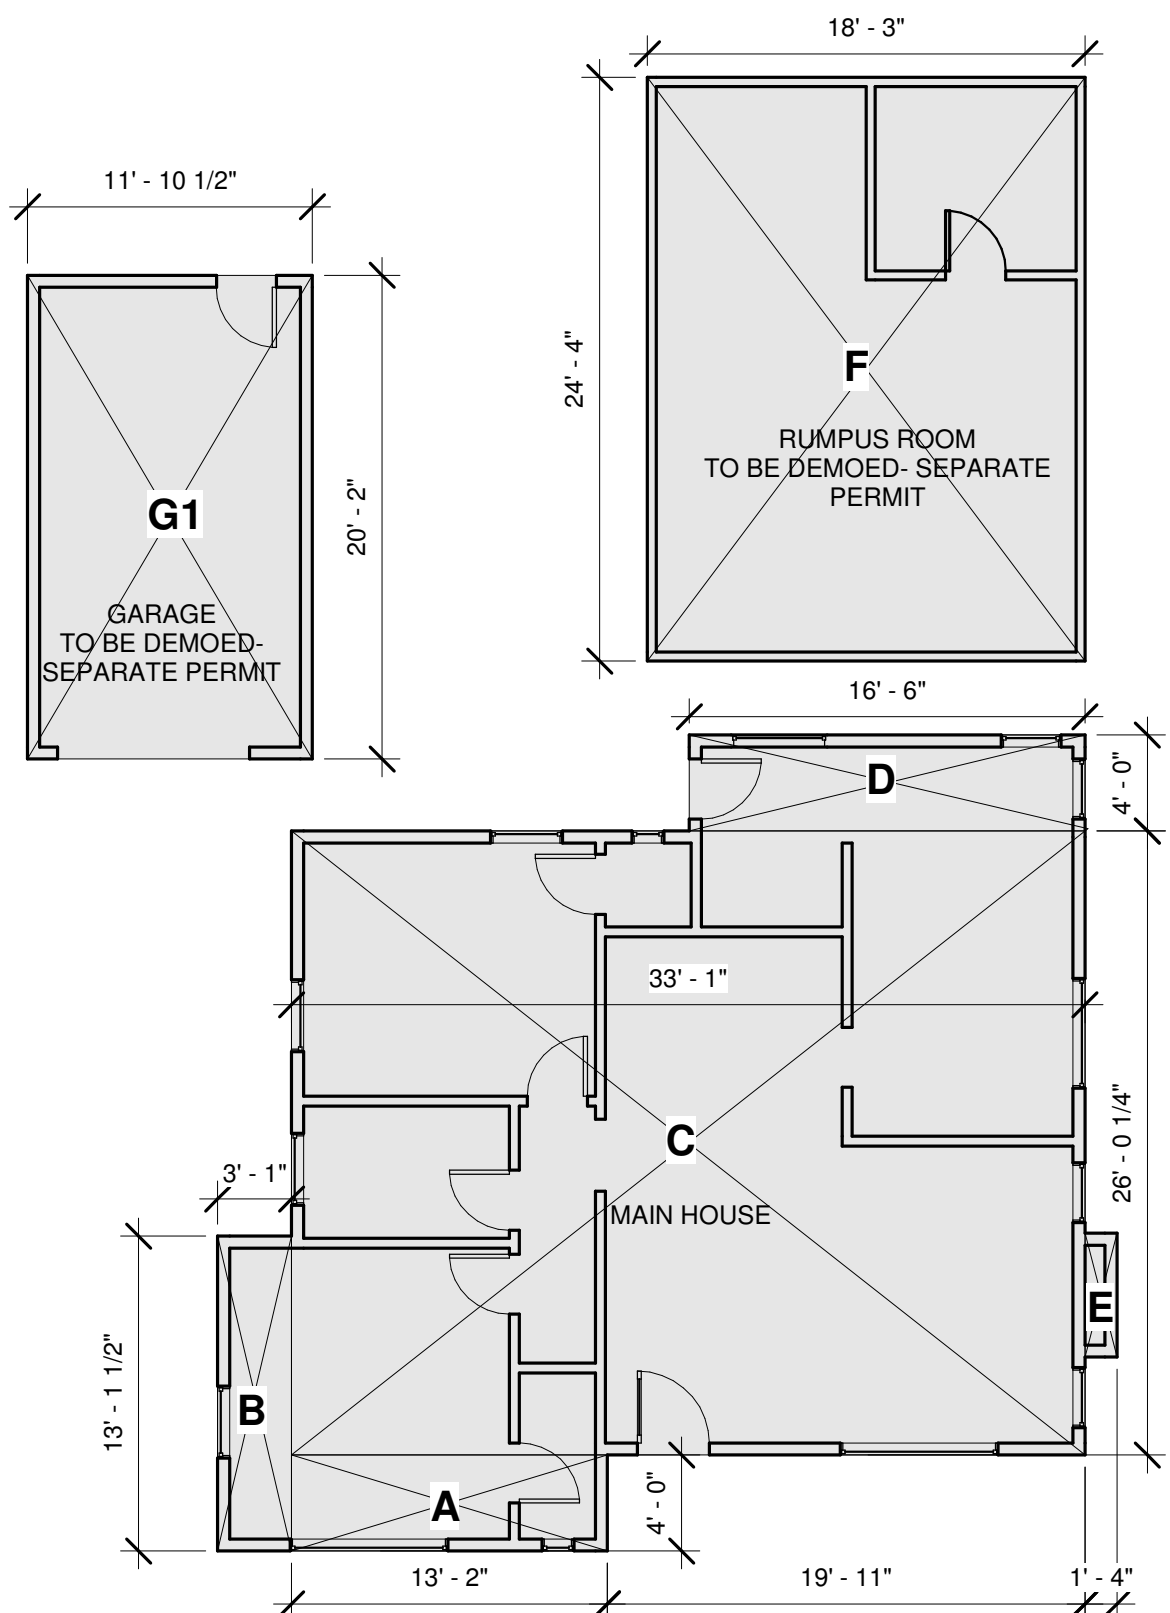 18' - 3"
11' - 10 1/2"
24' - 4"
F
RUMPUS ROOM
TO BE DEMOED- SEPARATE
PERMIT
20' - 2"
G1
GARAGE
TO BE DEMOED-
SEPARATE PERMIT
16' - 6"
D
4' - 0"
33' - 1"
C
26' - 0 1/4"
3' - 1"
MAIN HOUSE
E
13' - 1 1/2"
B
A
4' - 0"
13' - 2"
19' - 11"
1' - 4"